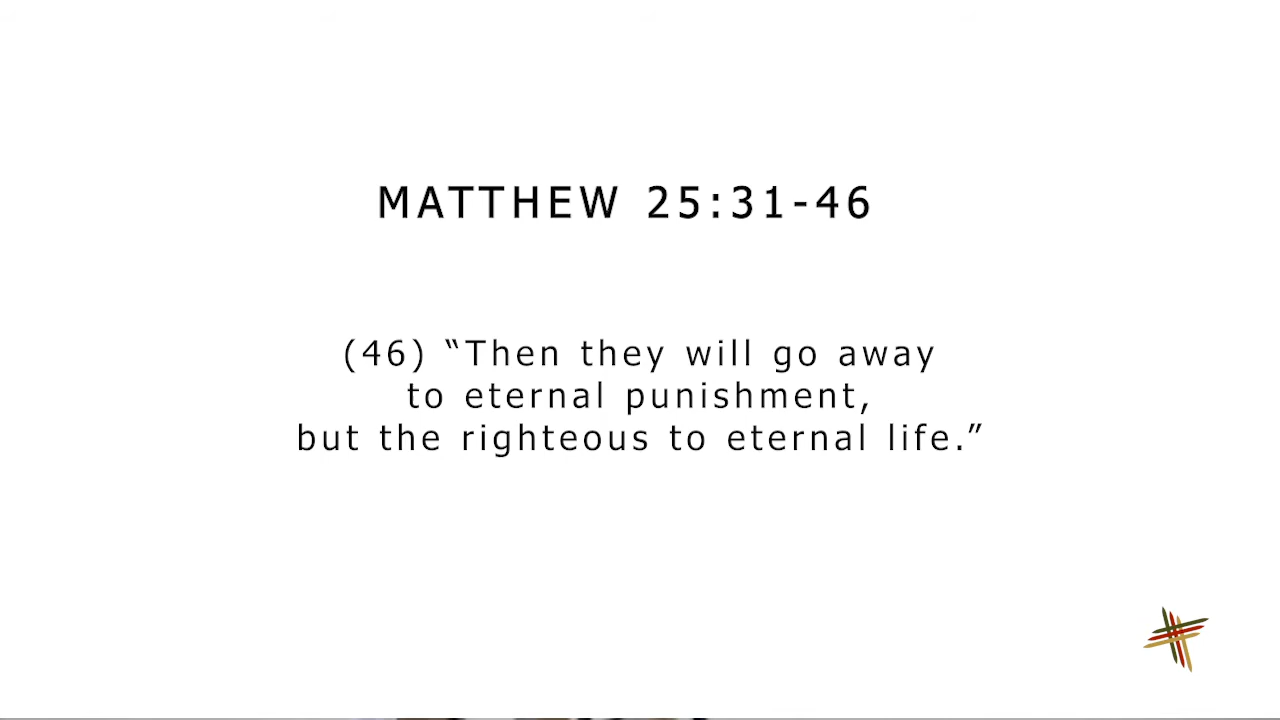 MATTHEW 25:31-46
(46) “Then they will go away
to eternal punishment,
but the righteous to eternal life.”